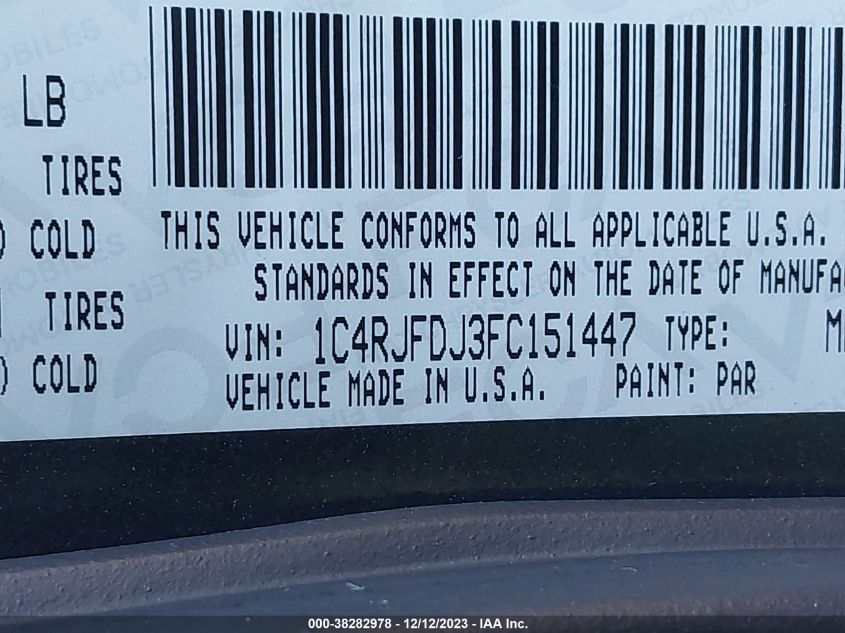 LB
TIRES
COLD
TIRES
COLD
THIS VEHICLE CONFORMS TO ALL APPLICABLE U.S.A.
STANDARDS IN EFFECT ON THE DATE OF MANUFA
VIN: 1C4RJFDJ3FC151447 TYPE: M
VEHICLE MADE IN U.S.A. PAINT: PAR
000-38282978 - 12/12/2023 - IAA Inc.